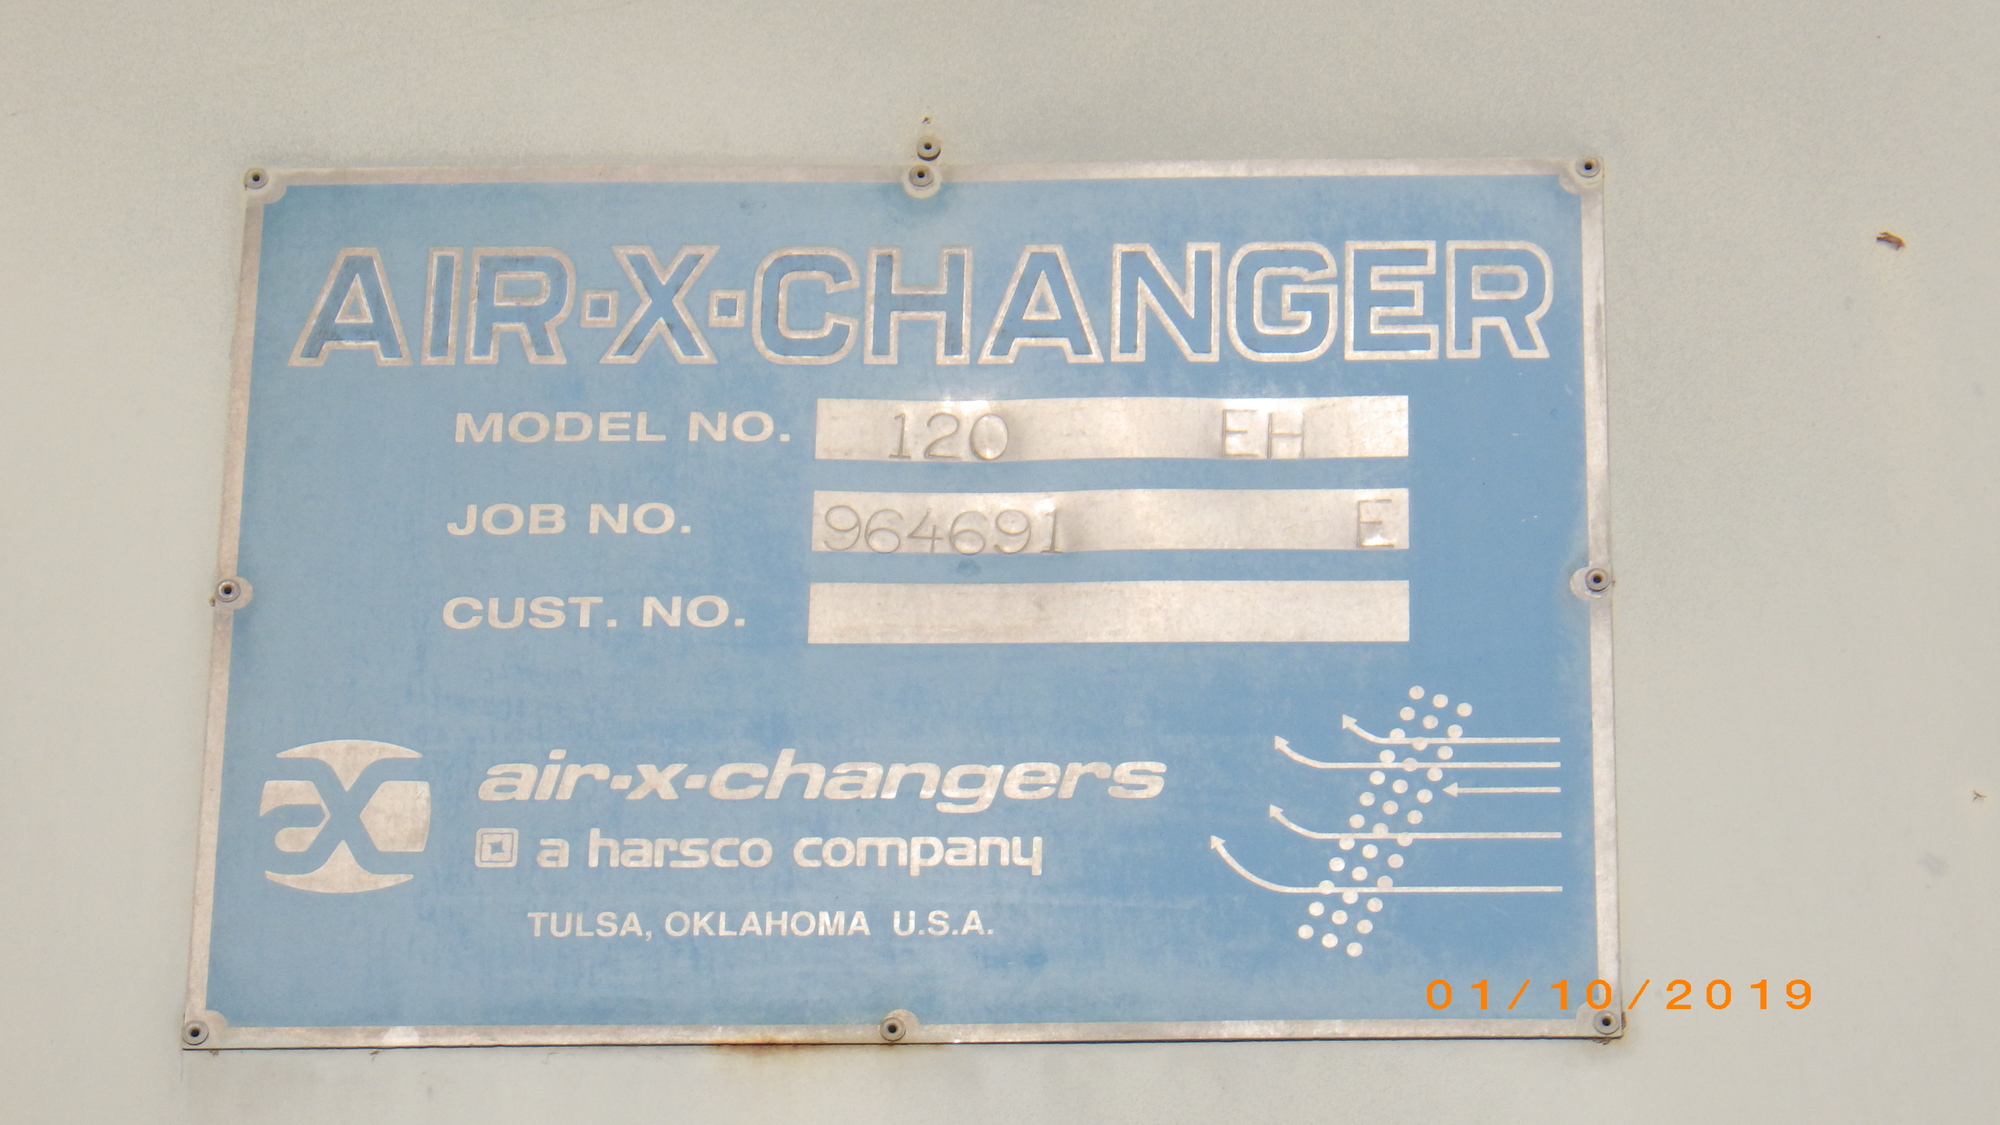 AIR·X·CHANGER
MODEL NO. 120 EH
JOB NO. 964691 E
CUST. NO.
ax
air-x-changers
a harsco company
TULSA, OKLAHOMA U.S.A.
01/10/2019